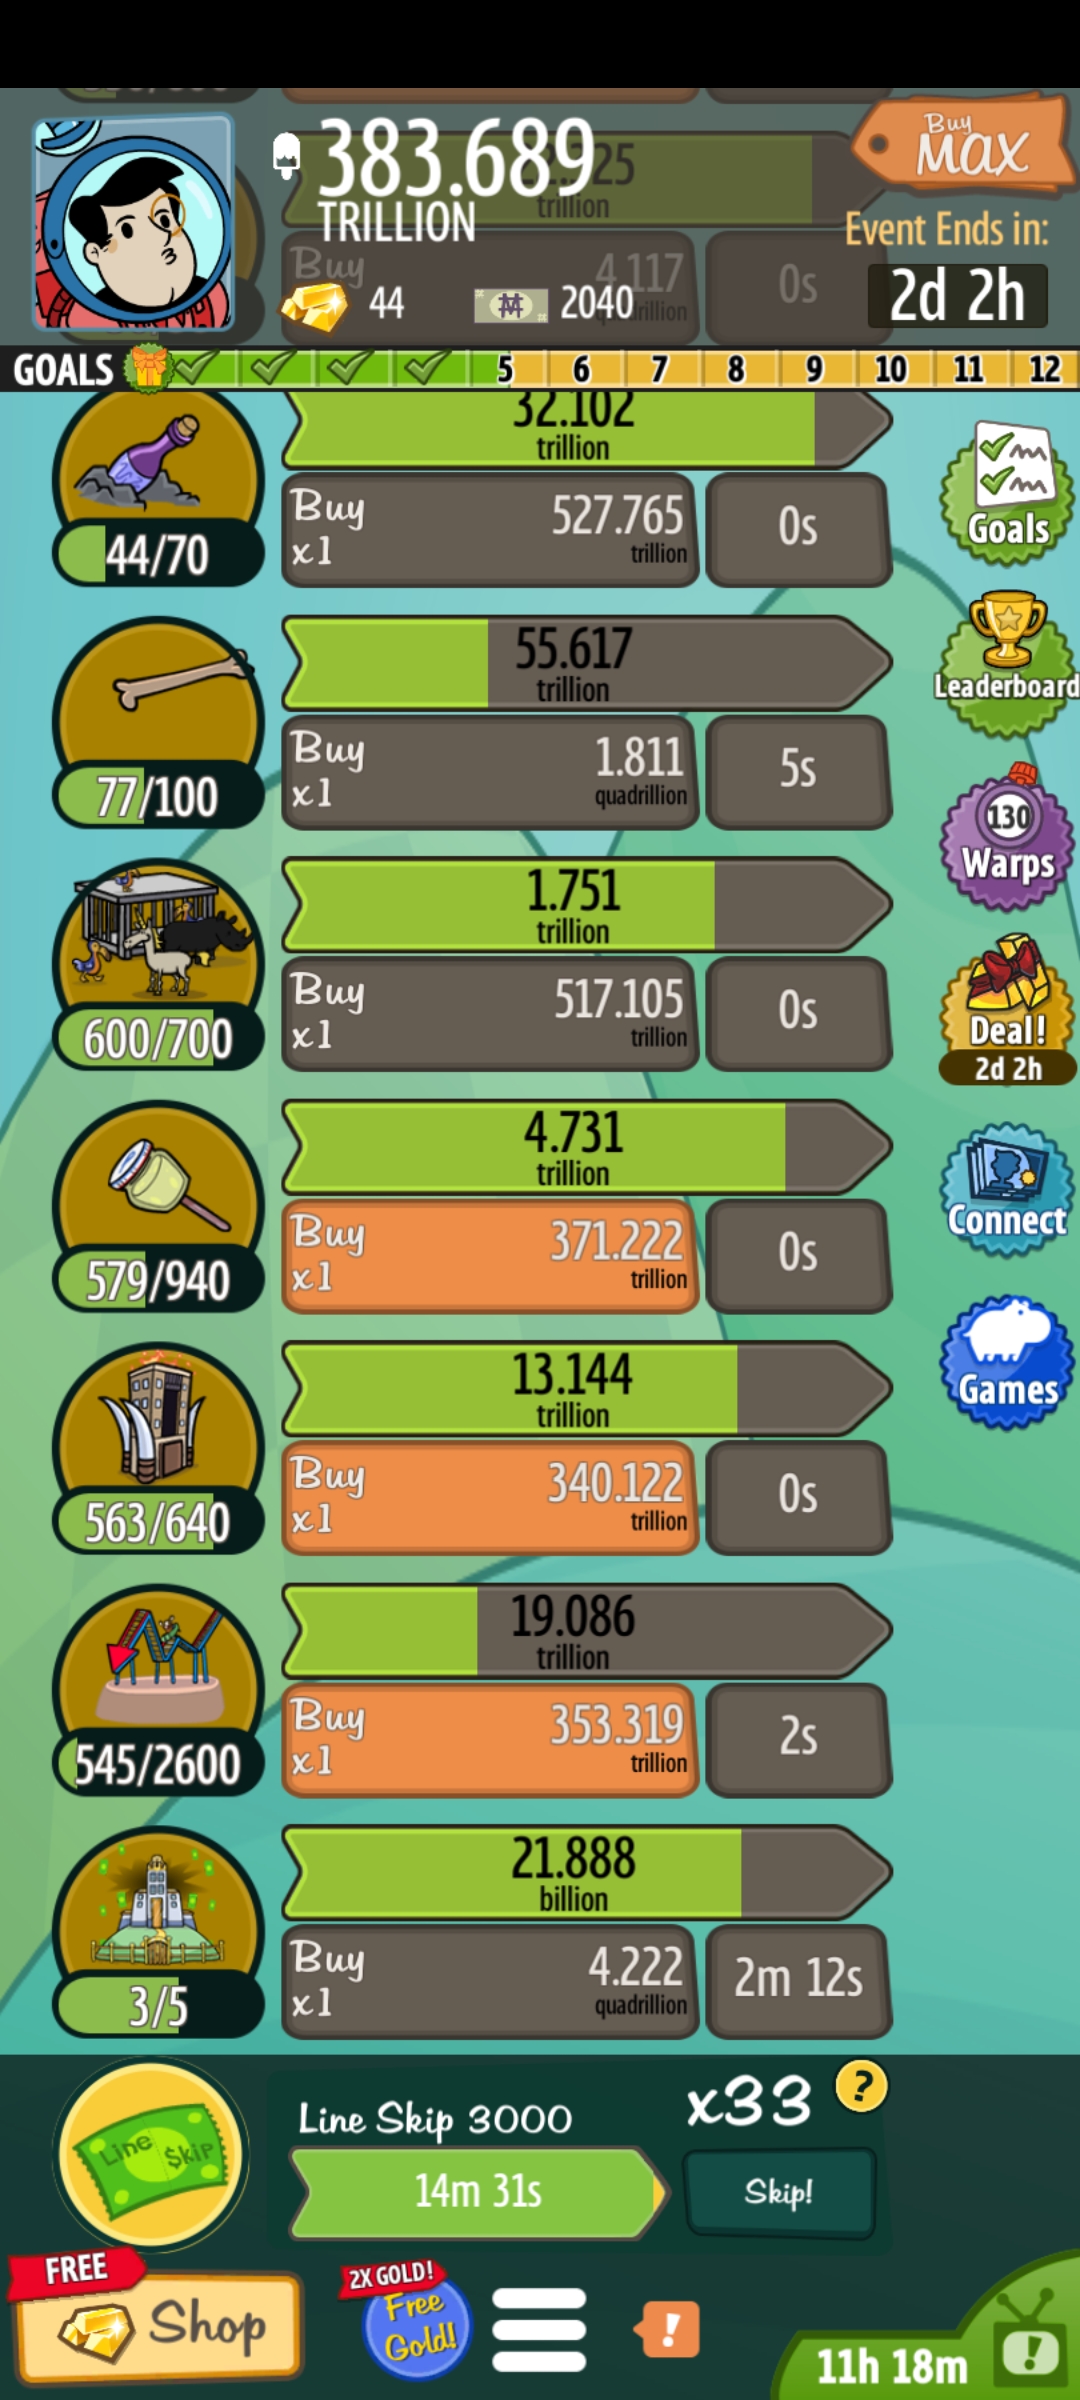 383.689
TRILLION
Buy
MAX
Event Ends in:
2d 2h
44
2040
trillion
Buy
4.117
0s
GOALS
5 6 7 8 9 10 11 12
32.102
trillion
44/70
Buy
x1
527.765
trillion
0s
Goals
55.617
trillion
77/100
Buy
x1
1.811
quadrillion
5s
Leaderboard
130
Warps
1.751
trillion
600/700
Buy
x1
517.105
trillion
0s
Deal!
2d 2h
4.731
trillion
579/940
Buy
x1
371.222
trillion
0s
Connect
13.144
trillion
563/640
Buy
x1
340.122
trillion
0s
Games
19.086
trillion
545/2600
Buy
x1
353.319
trillion
2s
21.888
billion
3/5
Buy
x1
4.222
quadrillion
2m 12s
Line $kip
Line Skip 3000
x33
?
14m 31s
Skip!
FREE
Shop
2X GOLD!
Free
Gold!
!
11h 18m
!